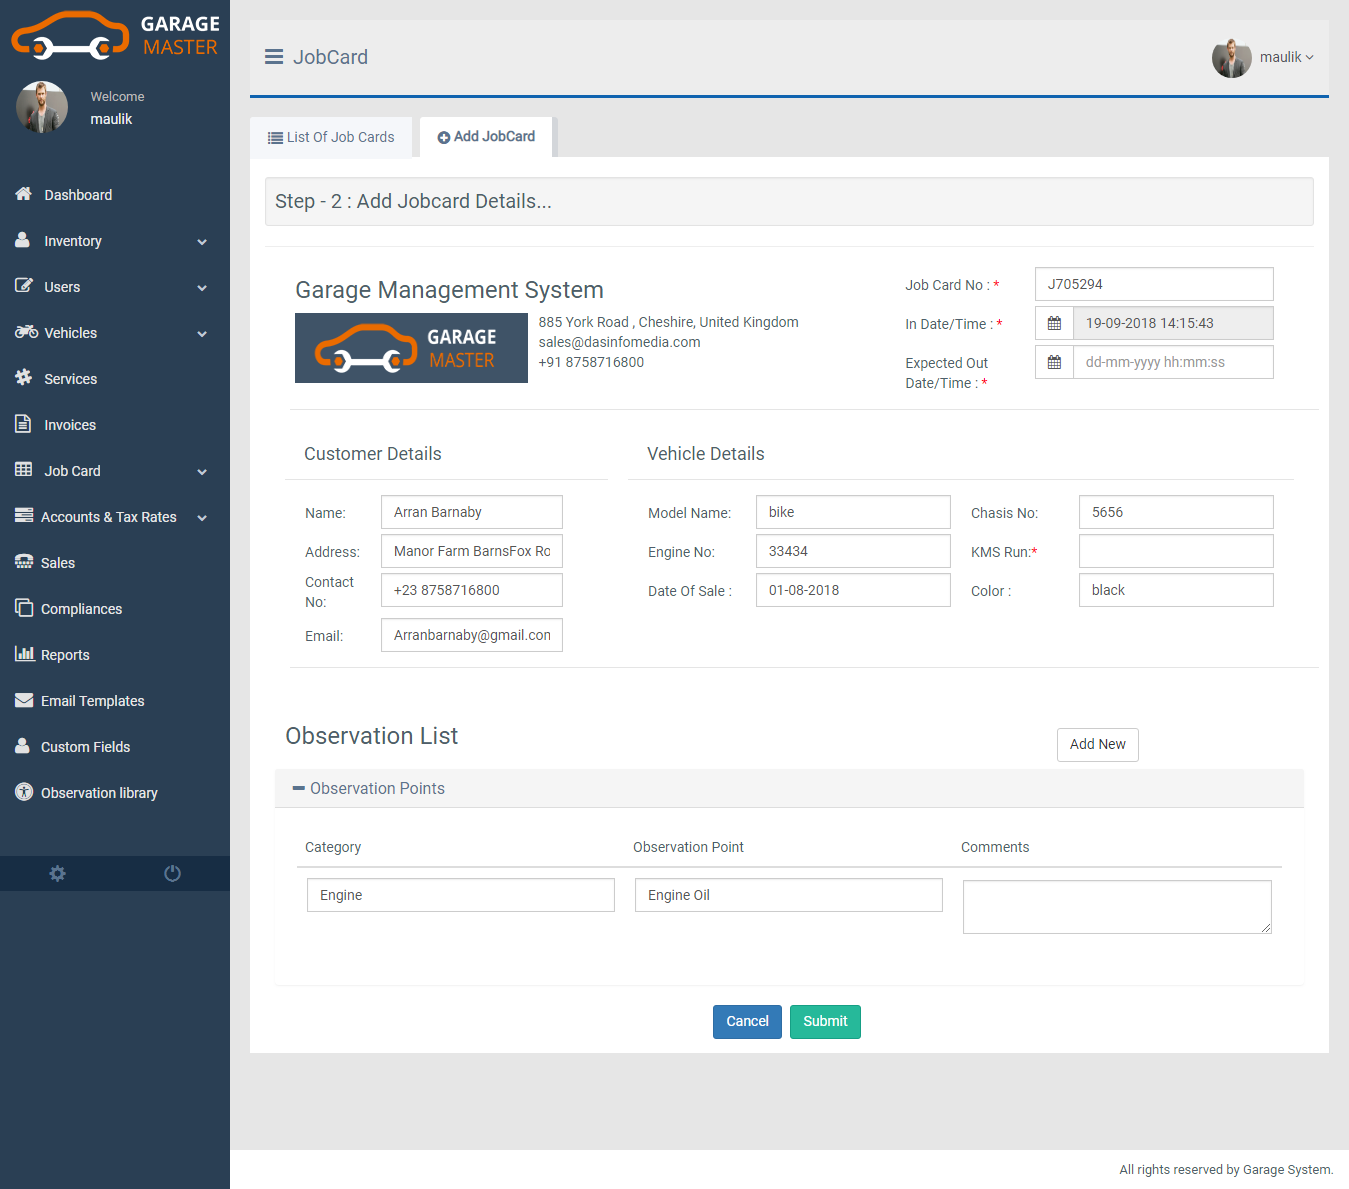 GARAGE
MASTER
Welcome
maulik
Dashboard
Inventory
Users
Vehicles
Services
Invoices
Job Card
Accounts & Tax Rates
Sales
Compliances
Reports
Email Templates
Custom Fields
Observation library
JobCard
maulik
List Of Job Cards
Add JobCard
Step - 2 : Add Jobcard Details...
Garage Management System
GARAGE
MASTER
885 York Road , Cheshire, United Kingdom
sales@dasinfomedia.com
+91 8758716800
Job Card No : * J705294
In Date/Time : * 19-09-2018 14:15:43
Expected Out
Date/Time : *
dd-mm-yyyy hh:mm:ss
Customer Details
Name: Arran Barnaby
Address: Manor Farm BarnsFox Ro
Contact
No:
+23 8758716800
Email: Arranbarnaby@gmail.con
Vehicle Details
Model Name: bike Chasis No: 5656
Engine No: 33434 KMS Run:*
Date Of Sale : 01-08-2018 Color : black
Observation List
Add New
Observation Points
Category Observation Point Comments
Engine Engine Oil
Cancel Submit
All rights reserved by Garage System.